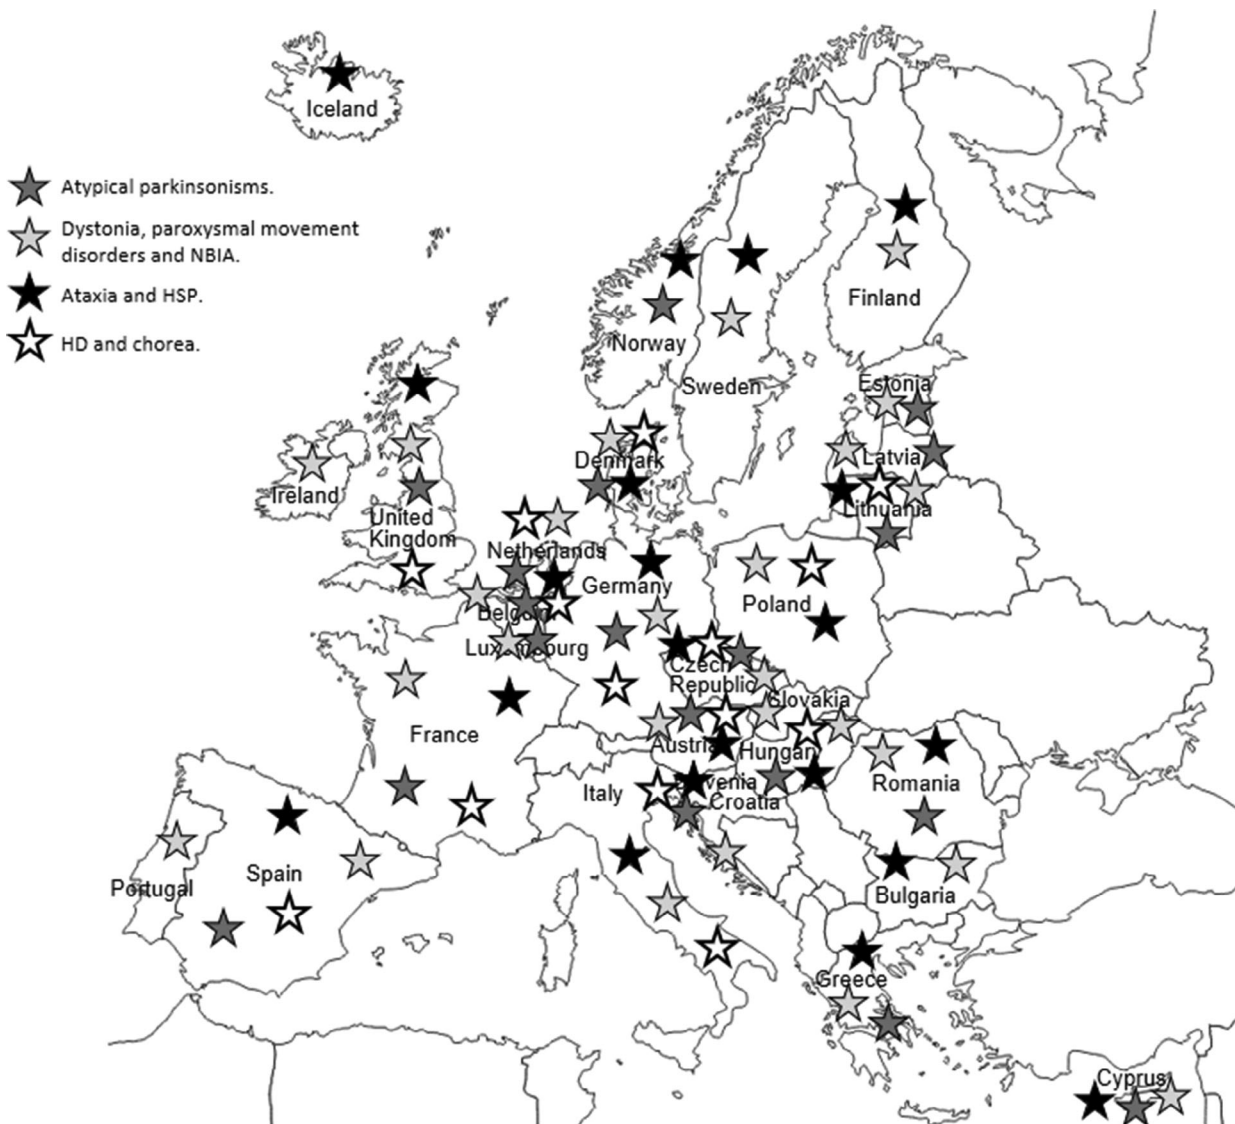 Iceland
Atypical parkinsonisms.
Dystonia, paroxysmal movement
disorders and NBIA.
Ataxia and HSP.
HD and chorea.
Finland
Norway
Sweden
Estonia
Denmark
Latvia
Ireland
Lithuania
United
Kingdom
Netherlands
Germany
Poland
Belgium
Luxembourg
Czech
Republic
Slovakia
France
Austria
Hungary
Italy
Slovenia
Croatia
Romania
Spain
Portugal
Bulgaria
Greece
Cyprus